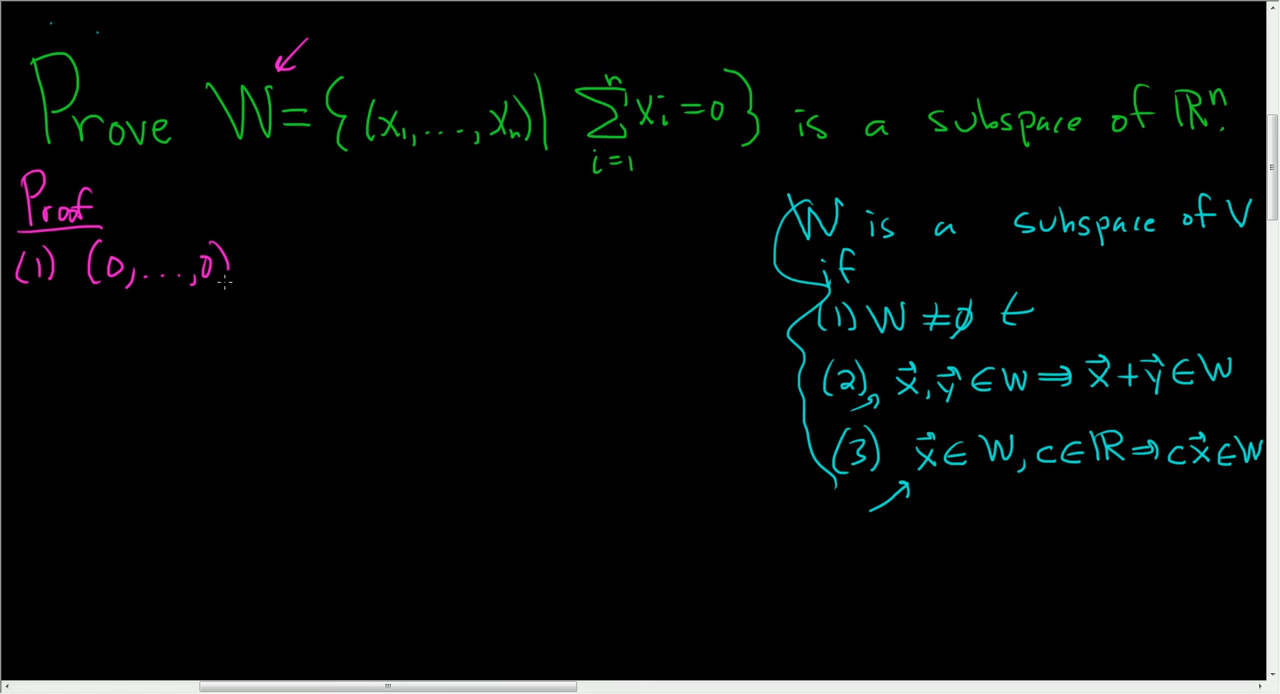 Prove W = {(x₁, ..., xₙ) | ∑ᵢ₌₁ⁿ xᵢ = 0} is a subspace of ℝⁿ.
Proof
(1) (0, ..., 0)
W is a subspace of V
if
(1) W ≠ ∅ ←
(2) x⃗, y⃗ ∈ W ⟹ x⃗ + y⃗ ∈ W
(3) x⃗ ∈ W, c ∈ ℝ ⇒ cx⃗ ∈ W